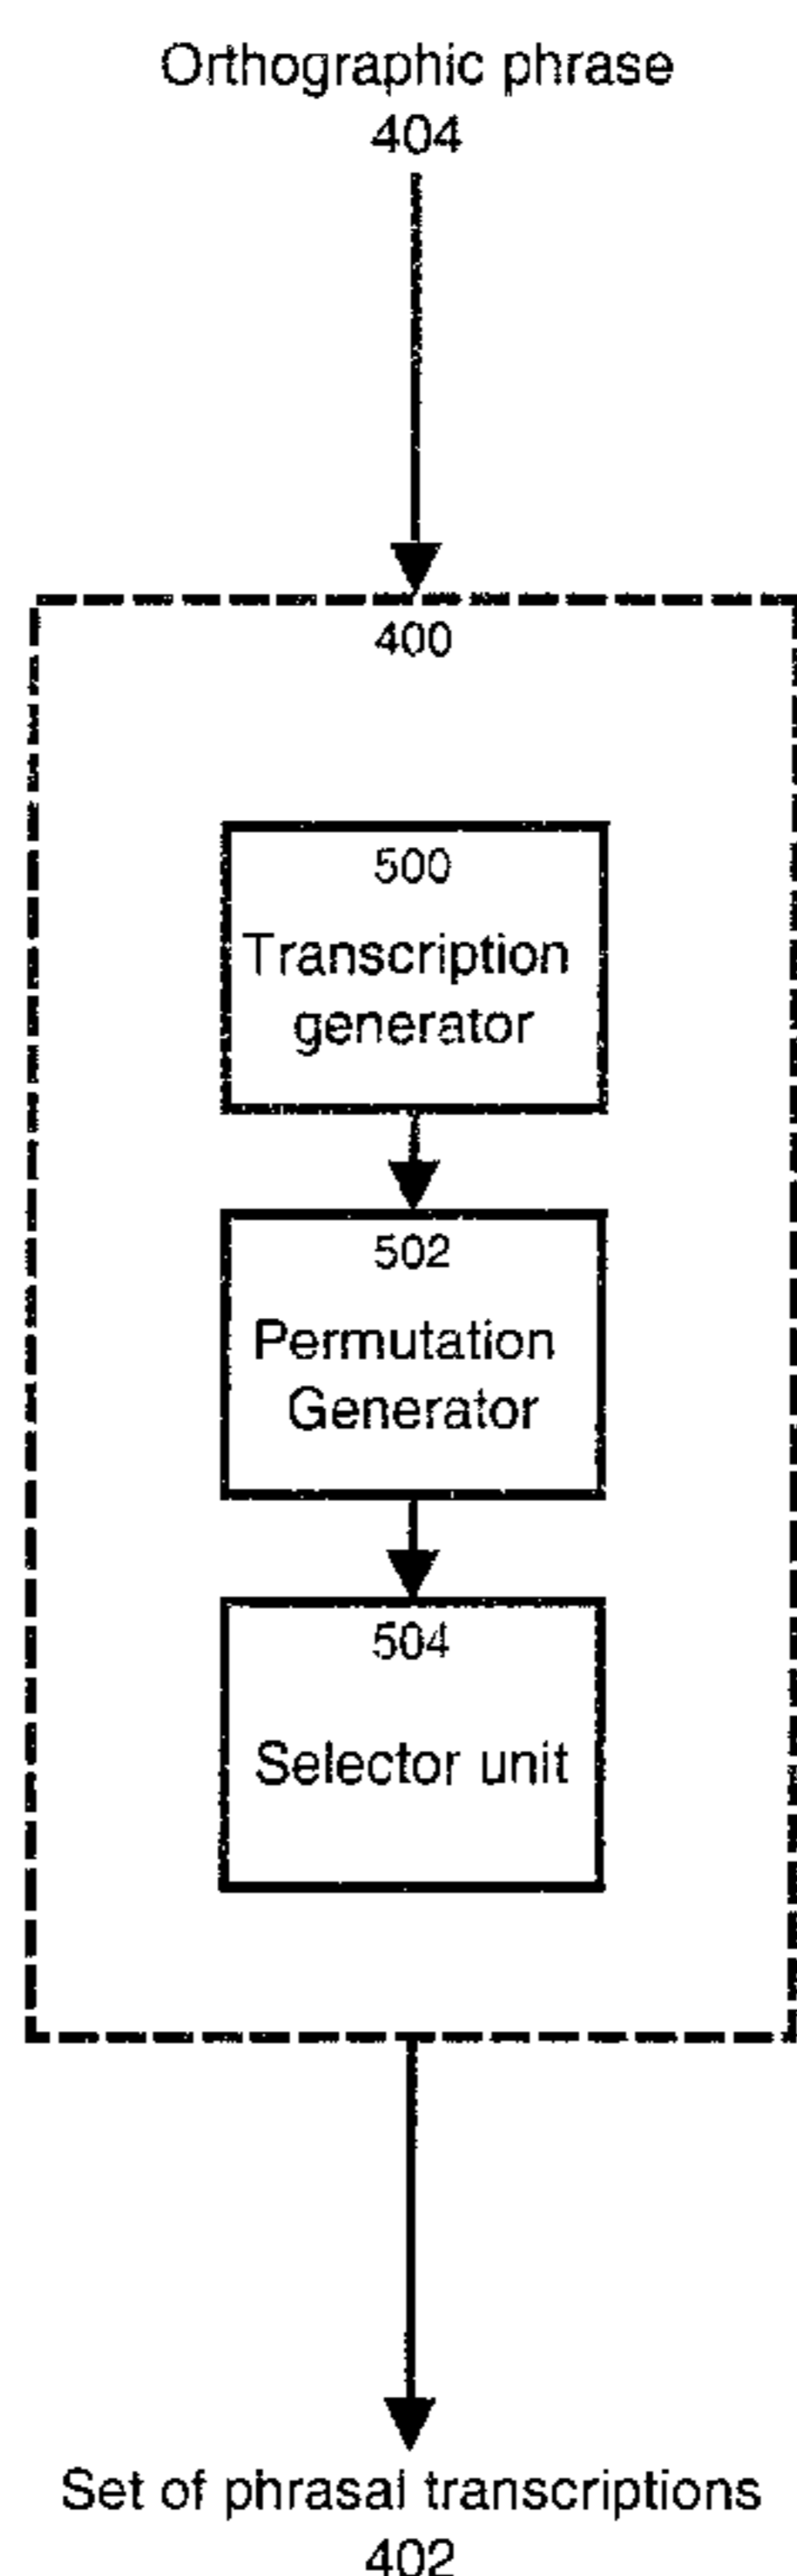 Orthographic phrase
404
400
500
Transcription
generator
502
Permutation
Generator
504
Selector unit
Set of phrasal transcriptions
402